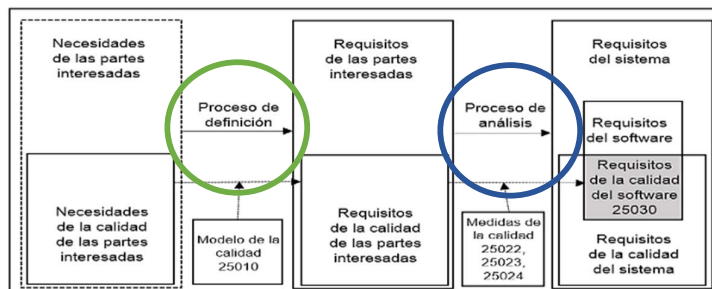 Necesidades
de las partes
interesadas
Proceso de
definición
Requisitos
de las partes
interesadas
Proceso de
análisis
Requisitos
del sistema
Requisitos
del software
Necesidades
de la calidad
de las partes
interesadas
Modelo de la
calidad
25010
Requisitos
de la calidad
de las partes
interesadas
Medidas de
la calidad
25022,
25023,
25024
Requisitos
de la calidad
del software
25030
Requisitos
de la calidad
del sistema